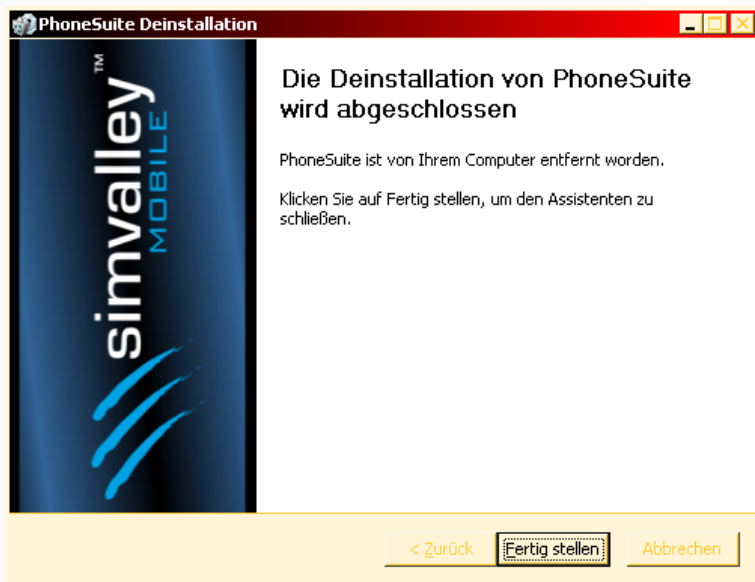 PhoneSuite Deinstallation
simvalley™
MOBILE
Die Deinstallation von PhoneSuite
wird abgeschlossen
PhoneSuite ist von Ihrem Computer entfernt worden.
Klicken Sie auf Fertig stellen, um den Assistenten zu
schließen.
< Zurück Fertig stellen Abbrechen